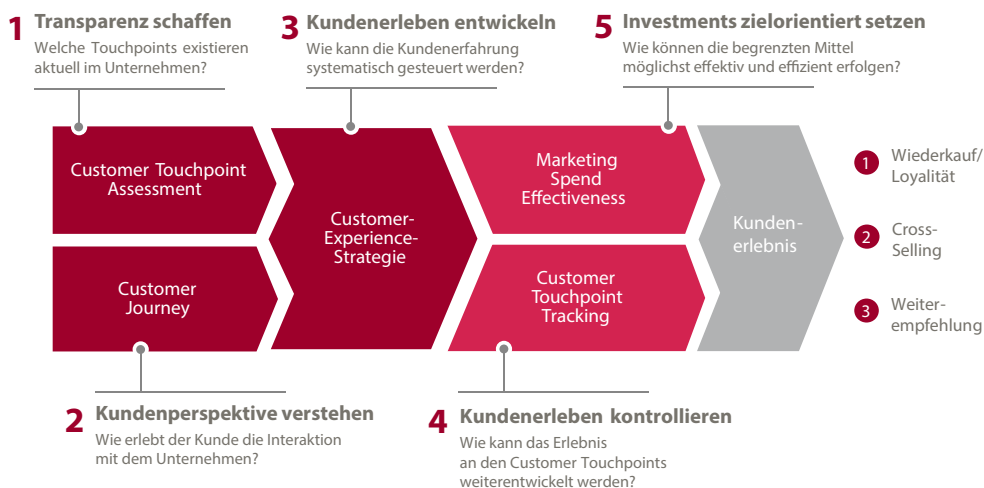 1 Transparenz schaffen
Welche Touchpoints existieren
aktuell im Unternehmen?
3 Kundenerleben entwickeln
Wie kann die Kundenerfahrung
systematisch gesteuert werden?
5 Investments zielorientiert setzen
Wie können die begrenzten Mittel
möglichst effektiv und effizient erfolgen?
Customer Touchpoint
Assessment
Customer
Journey
Customer-
Experience-
Strategie
Marketing
Spend
Effectiveness
Customer
Touchpoint
Tracking
Kunden-
erlebnis
1 Wiederkauf/
Loyalität
2 Cross-
Selling
3 Weiter-
empfehlung
2 Kundenperspektive verstehen
Wie erlebt der Kunde die Interaktion
mit dem Unternehmen?
4 Kundenerleben kontrollieren
Wie kann das Erlebnis
an den Customer Touchpoints
weiterentwickelt werden?